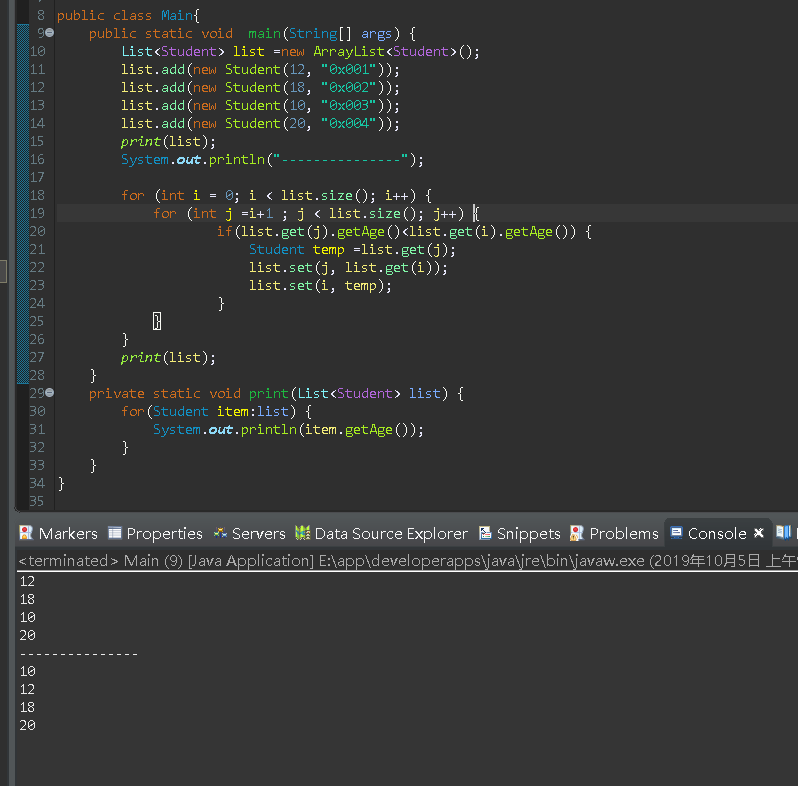 8 public class Main{
9 public static void  main(String[] args) {
10 List<Student> list =new ArrayList<Student>();
11 list.add(new Student(12, "0x001"));
12 list.add(new Student(18, "0x002"));
13 list.add(new Student(10, "0x003"));
14 list.add(new Student(20, "0x004"));
15 print(list);
16 System.out.println("---------------");
17
18 for (int i = 0; i < list.size(); i++) {
19 for (int j =i+1 ; j < list.size(); j++) {
20 if(list.get(j).getAge()<list.get(i).getAge()) {
21 Student temp =list.get(j);
22 list.set(j, list.get(i));
23 list.set(i, temp);
24 }
25 }
26 }
27 print(list);
28 }
29 private static void print(List<Student> list) {
30 for(Student item:list) {
31 System.out.println(item.getAge());
32 }
33 }
34 }
35
Markers Properties Servers Data Source Explorer Snippets Problems Console
<terminated> Main (9) [Java Application] E:\app\developerapps\java\jre\bin\javaw.exe (2019年10月5日 上午
12
18
10
20
---------------
10
12
18
20